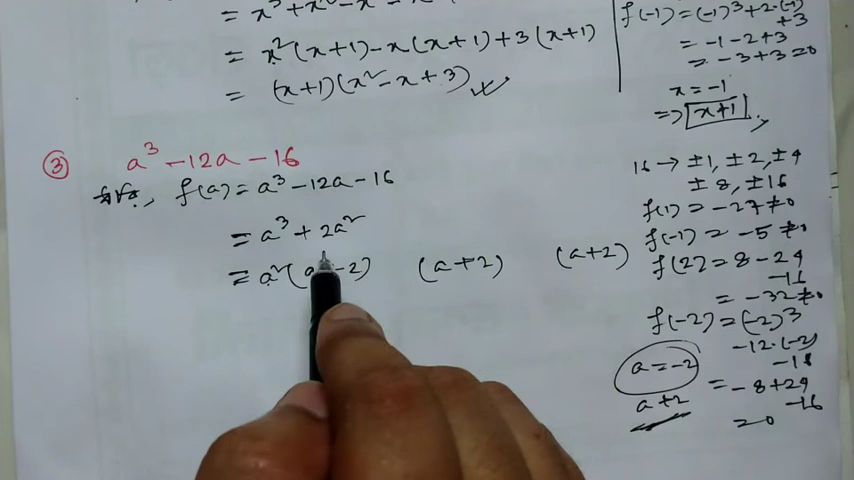 = x³ + x² - x² - x
= x²(x+1) - x(x+1) + 3(x+1)
= (x+1)(x² - x + 3)
③ a³ - 12a - 16
f(a) = a³ - 12a - 16
= a³ + 2a²
= a²(a -2) (a+2) (a+2)
f(-1) = (-1)³ + 2·(-1)
+3
= -1 - 2 + 3
= -3 + 3 = 0
x = -1
=> x+1
16 → ±1, ±2, ±4
±8, ±16
f(1) = -27 ≠ 0
f(-1) = -5 ≠ 0
f(2) = 8 - 24
-16
= -32 ≠ 0
f(-2) = (-2)³
-12·(-2)
-16
a = -2
= -8 + 24
-16
a + 2
= 0